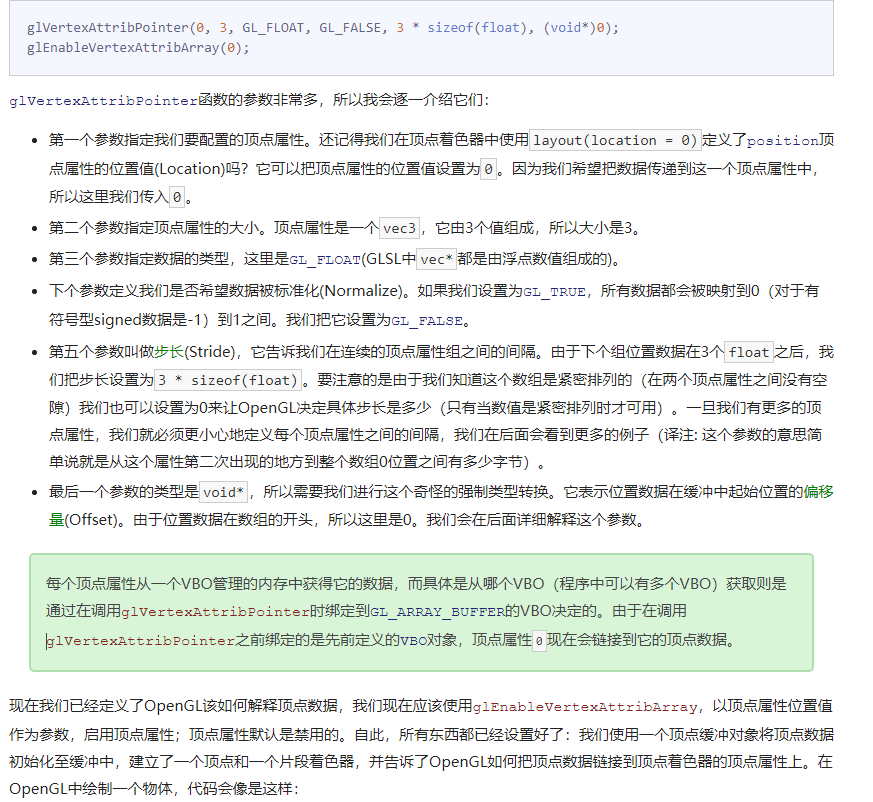 glVertexAttribPointer(0, 3, GL_FLOAT, GL_FALSE, 3 * sizeof(float), (void*)0);
glEnableVertexAttribArray(0);
glVertexAttribPointer函数的参数非常多，所以我会逐一介绍它们：
第一个参数指定我们要配置的顶点属性。还记得我们在顶点着色器中使用layout(location = 0)定义了position顶
点属性的位置值(Location)吗？它可以把顶点属性的位置值设置为0。因为我们希望把数据传递到这一个顶点属性中，
所以这里我们传入0。
第二个参数指定顶点属性的大小。顶点属性是一个vec3，它由3个值组成，所以大小是3。
第三个参数指定数据的类型，这里是GL_FLOAT(GLSL中vec*都是由浮点数值组成的)。
下个参数定义我们是否希望数据被标准化(Normalize)。如果我们设置为GL_TRUE，所有数据都会被映射到0（对于有
符号型signed数据是-1）到1之间。我们把它设置为GL_FALSE。
第五个参数叫做步长(Stride)，它告诉我们在连续的顶点属性组之间的间隔。由于下个组位置数据在3个float之后，我
们把步长设置为3 * sizeof(float)。要注意的是由于我们知道这个数组是紧密排列的（在两个顶点属性之间没有空
隙）我们也可以设置为0来让OpenGL决定具体步长是多少（只有当数值是紧密排列时才可用）。一旦我们有更多的顶
点属性，我们就必须更小心地定义每个顶点属性之间的间隔，我们在后面会看到更多的例子（译注: 这个参数的意思简
单说就是从这个属性第二次出现的地方到整个数组0位置之间有多少字节）。
最后一个参数的类型是void*，所以需要我们进行这个奇怪的强制类型转换。它表示位置数据在缓冲中起始位置的偏移
量(Offset)。由于位置数据在数组的开头，所以这里是0。我们会在后面详细解释这个参数。
每个顶点属性从一个VBO管理的内存中获得它的数据，而具体是从哪个VBO（程序中可以有多个VBO）获取则是
通过在调用glVertexAttribPointer时绑定到GL_ARRAY_BUFFER的VBO决定的。由于在调用
glVertexAttribPointer之前绑定的是先前定义的VBO对象，顶点属性0现在会链接到它的顶点数据。
现在我们已经定义了OpenGL该如何解释顶点数据，我们现在应该使用glEnableVertexAttribArray，以顶点属性位置值
作为参数，启用顶点属性；顶点属性默认是禁用的。自此，所有东西都已经设置好了：我们使用一个顶点缓冲对象将顶点数据
初始化至缓冲中，建立了一个顶点和一个片段着色器，并告诉了OpenGL如何把顶点数据链接到顶点着色器的顶点属性上。在
OpenGL中绘制一个物体，代码会像是这样：